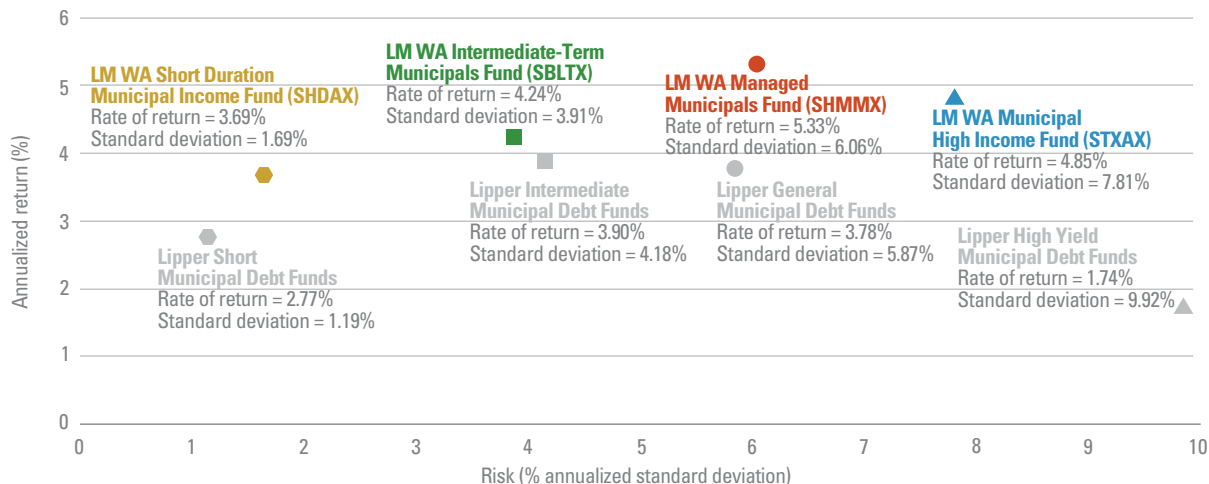 Annualized return (%)
6
5
4
3
2
1
0
LM WA Short Duration
Municipal Income Fund (SHDAX)
Rate of return = 3.69%
Standard deviation = 1.69%
Lipper Short
Municipal Debt Funds
Rate of return = 2.77%
Standard deviation = 1.19%
LM WA Intermediate-Term
Municipals Fund (SBLTX)
Rate of return = 4.24%
Standard deviation = 3.91%
Lipper Intermediate
Municipal Debt Funds
Rate of return = 3.90%
Standard deviation = 4.18%
LM WA Managed
Municipals Fund (SHMMX)
Rate of return = 5.33%
Standard deviation = 6.06%
Lipper General
Municipal Debt Funds
Rate of return = 3.78%
Standard deviation = 5.87%
LM WA Municipal
High Income Fund (STXAX)
Rate of return = 4.85%
Standard deviation = 7.81%
Lipper High Yield
Municipal Debt Funds
Rate of return = 1.74%
Standard deviation = 9.92%
0 1 2 3 4 5 6 7 8 9 10
Risk (% annualized standard deviation)